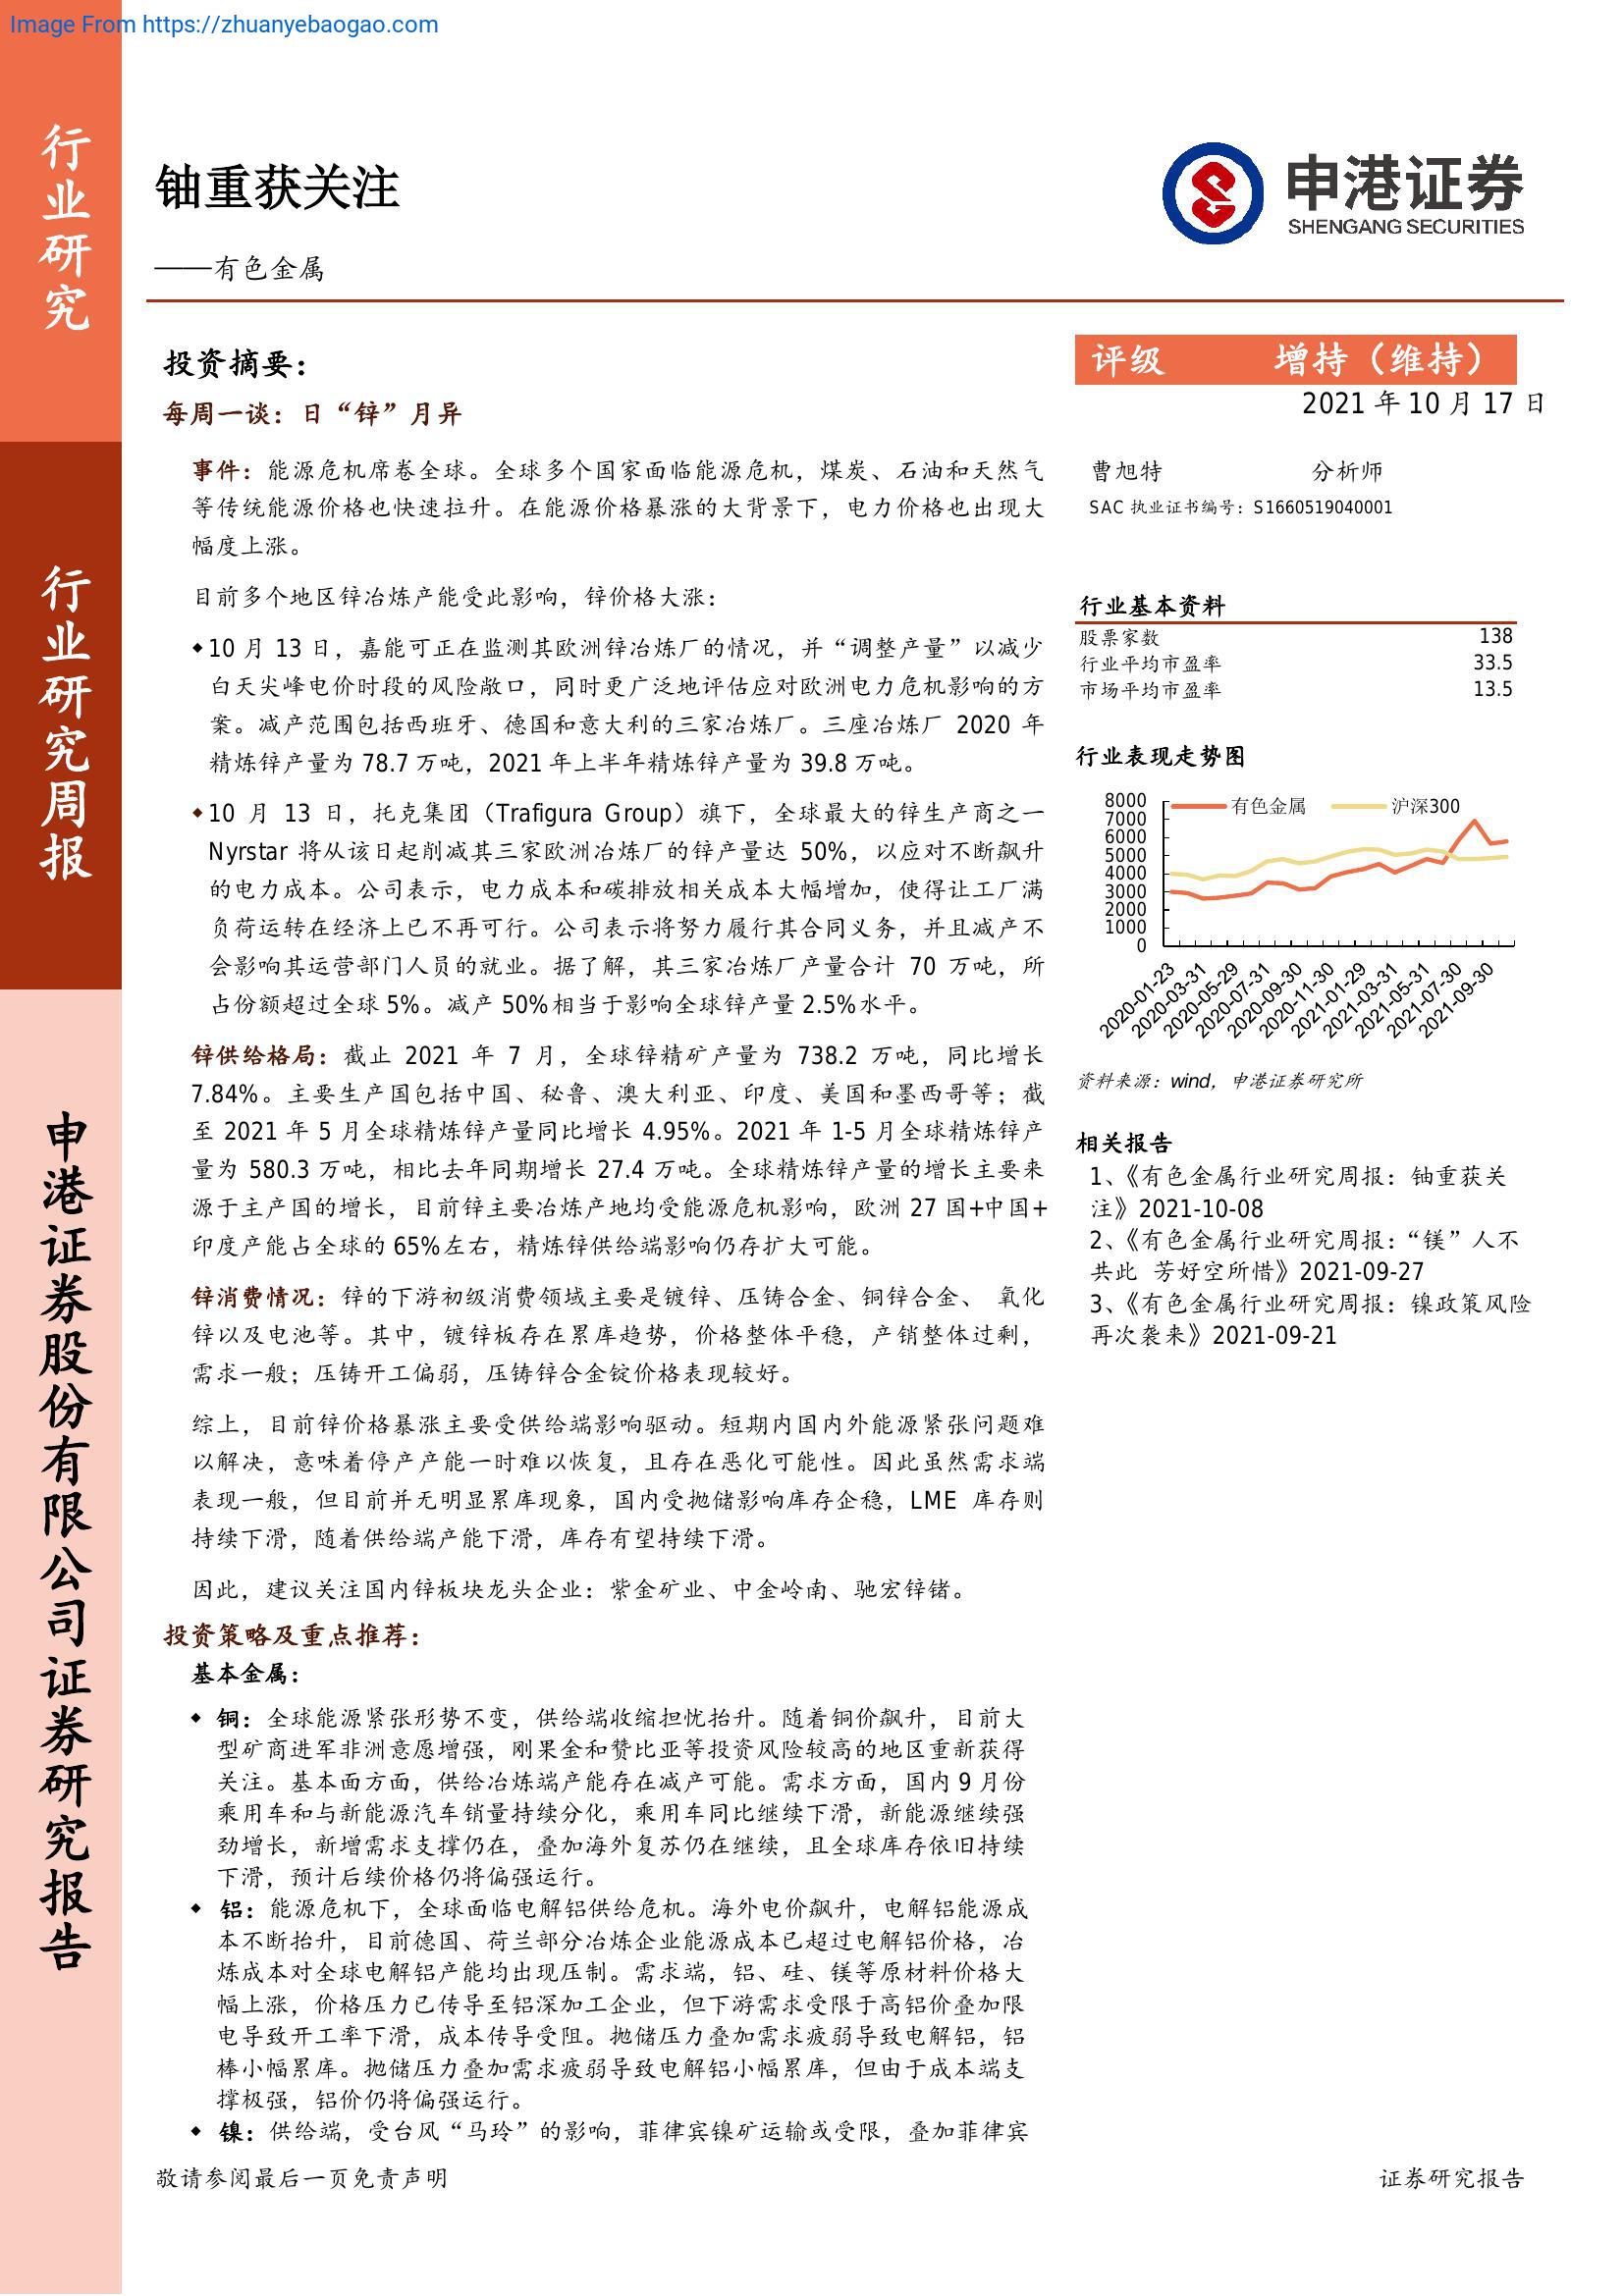 Image From https://zhuanyebaogao.com
行业研究
行业研究周报
申港证券股份有限公司证券研究报告
铀重获关注
——有色金属
申港证券
SHENGANG SECURITIES
投资摘要：
每周一谈：日“锌”月异
事件：能源危机席卷全球。全球多个国家面临能源危机，煤炭、石油和天然气
等传统能源价格也快速拉升。在能源价格暴涨的大背景下，电力价格也出现大
幅度上涨。
目前多个地区锌冶炼产能受此影响，锌价格大涨：
◆10 月 13 日，嘉能可正在监测其欧洲锌冶炼厂的情况，并“调整产量”以减少
白天尖峰电价时段的风险敞口，同时更广泛地评估应对欧洲电力危机影响的方
案。减产范围包括西班牙、德国和意大利的三家冶炼厂。三座冶炼厂 2020 年
精炼锌产量为 78.7 万吨，2021 年上半年精炼锌产量为 39.8 万吨。
◆10 月 13 日，托克集团（Trafigura Group）旗下，全球最大的锌生产商之一
Nyrstar 将从该日起削减其三家欧洲冶炼厂的锌产量达 50%，以应对不断飙升
的电力成本。公司表示，电力成本和碳排放相关成本大幅增加，使得让工厂满
负荷运转在经济上已不再可行。公司表示将努力履行其合同义务，并且减产不
会影响其运营部门人员的就业。据了解，其三家冶炼厂产量合计 70 万吨，所
占份额超过全球 5%。减产 50%相当于影响全球锌产量 2.5%水平。
锌供给格局：截止 2021 年 7 月，全球锌精矿产量为 738.2 万吨，同比增长
7.84%。主要生产国包括中国、秘鲁、澳大利亚、印度、美国和墨西哥等；截
至 2021 年 5 月全球精炼锌产量同比增长 4.95%。2021 年 1-5 月全球精炼锌产
量为 580.3 万吨，相比去年同期增长 27.4 万吨。全球精炼锌产量的增长主要来
源于主产国的增长，目前锌主要冶炼产地均受能源危机影响，欧洲 27 国+中国+
印度产能占全球的 65%左右，精炼锌供给端影响仍存扩大可能。
锌消费情况：锌的下游初级消费领域主要是镀锌、压铸合金、铜锌合金、 氧化
锌以及电池等。其中，镀锌板存在累库趋势，价格整体平稳，产销整体过剩，
需求一般；压铸开工偏弱，压铸锌合金锭价格表现较好。
综上，目前锌价格暴涨主要受供给端影响驱动。短期内国内外能源紧张问题难
以解决，意味着停产产能一时难以恢复，且存在恶化可能性。因此虽然需求端
表现一般，但目前并无明显累库现象，国内受抛储影响库存企稳，LME 库存则
持续下滑，随着供给端产能下滑，库存有望持续下滑。
因此，建议关注国内锌板块龙头企业：紫金矿业、中金岭南、驰宏锌锗。
投资策略及重点推荐：
基本金属：
◆ 铜：全球能源紧张形势不变，供给端收缩担忧抬升。随着铜价飙升，目前大
型矿商进军非洲意愿增强，刚果金和赞比亚等投资风险较高的地区重新获得
关注。基本面方面，供给冶炼端产能存在减产可能。需求方面，国内 9 月份
乘用车和与新能源汽车销量持续分化，乘用车同比继续下滑，新能源继续强
劲增长，新增需求支撑仍在，叠加海外复苏仍在继续，且全球库存依旧持续
下滑，预计后续价格仍将偏强运行。
◆ 铝：能源危机下，全球面临电解铝供给危机。海外电价飙升，电解铝能源成
本不断抬升，目前德国、荷兰部分冶炼企业能源成本已超过电解铝价格，冶
炼成本对全球电解铝产能均出现压制。需求端，铝、硅、镁等原材料价格大
幅上涨，价格压力已传导至铝深加工企业，但下游需求受限于高铝价叠加限
电导致开工率下滑，成本传导受阻。抛储压力叠加需求疲弱导致电解铝，铝
棒小幅累库。抛储压力叠加需求疲弱导致电解铝小幅累库，但由于成本端支
撑极强，铝价仍将偏强运行。
◆ 镍：供给端，受台风“马玲”的影响，菲律宾镍矿运输或受限，叠加菲律宾
评级 增持（维持）
2021 年 10 月 17 日
曹旭特 分析师
SAC 执业证书编号：S1660519040001
行业基本资料
股票家数 138
行业平均市盈率 33.5
市场平均市盈率 13.5
行业表现走势图
有色金属 沪深300
8000
7000
6000
5000
4000
3000
2000
1000
0
2020-01-23
2020-03-31
2020-05-29
2020-07-31
2020-09-30
2020-11-30
2021-01-29
2021-03-31
2021-05-31
2021-07-30
2021-09-30
资料来源：wind，申港证券研究所
相关报告
1、《有色金属行业研究周报：铀重获关
注》2021-10-08
2、《有色金属行业研究周报：“镁”人不
共此 芳好空所惜》2021-09-27
3、《有色金属行业研究周报：镍政策风险
再次袭来》2021-09-21
敬请参阅最后一页免责声明
证券研究报告